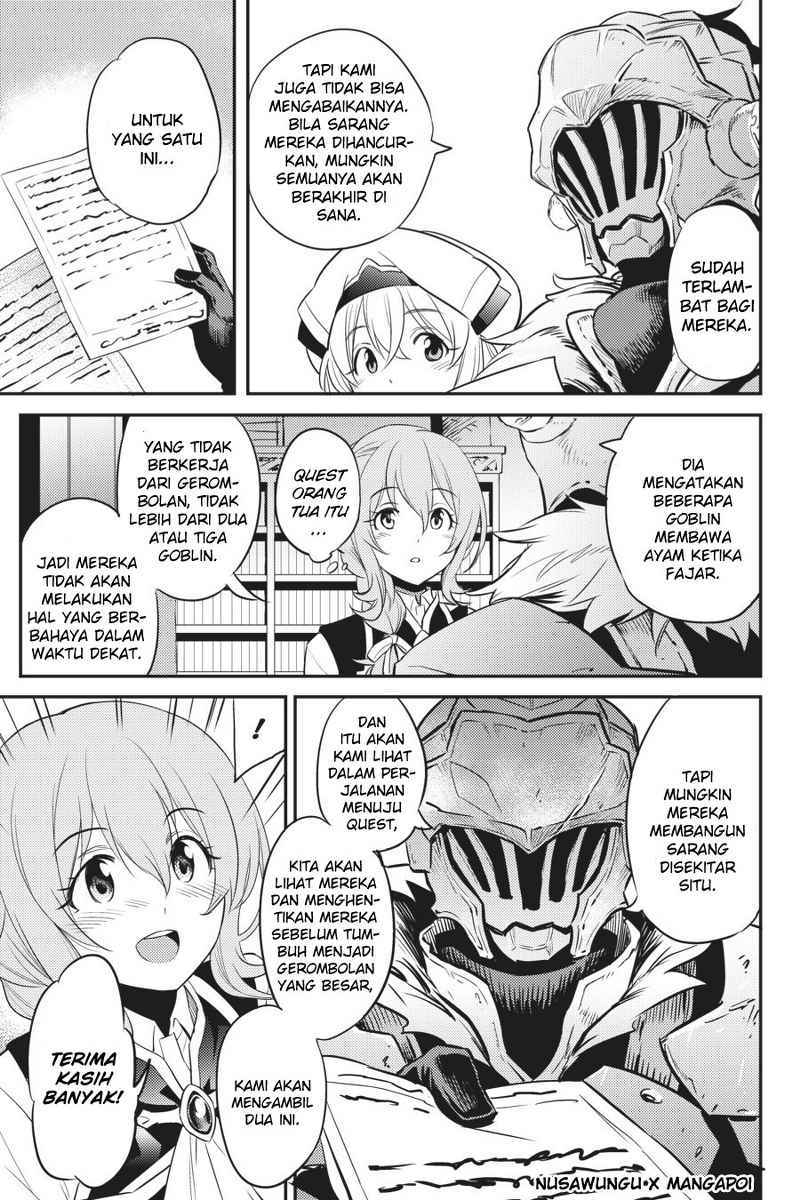 SUDAH
TERLAM-
BAT BAGI
MEREKA.
TAPI KAMI
JUGA TIDAK BISA
MENGABAIKANNYA.
BILA SARANG
MEREKA DIHANCUR-
KAN, MUNGKIN
SEMUANYA AKAN
BERAKHIR DI
SANA.
UNTUK
YANG SATU
INI...
DIA
MENGATAKAN
BEBERAPA
GOBLIN
MEMBAWA
AYAM KETIKA
FAJAR.
QUEST
ORANG
TUA ITU
...
YANG TIDAK
BERKERJA
DARI GEROM-
BOLAN, TIDAK
LEBIH DARI DUA
ATAU TIGA
GOBLIN.
JADI MEREKA
TIDAK AKAN
MELAKUKAN
HAL YANG BER-
BAHAYA DALAM
WAKTU DEKAT.
TAPI
MUNGKIN
MEREKA
MEMBANGUN
SARANG
DISEKITAR
SITU.
DAN
ITU AKAN
KAMI LIHAT
DALAM PER-
JALANAN
MENUJU
QUEST,
KITA AKAN
LIHAT MEREKA
DAN MENGHEN-
TIKAN MEREKA
SEBELUM TUM-
BUH MENJADI
GEROMBOLAN
YANG BESAR,
KAMI AKAN
MENGAMBIL
DUA INI.
!
TERIMA
KASIH
BANYAK!
NUSAWUNGU X MANGAPOI